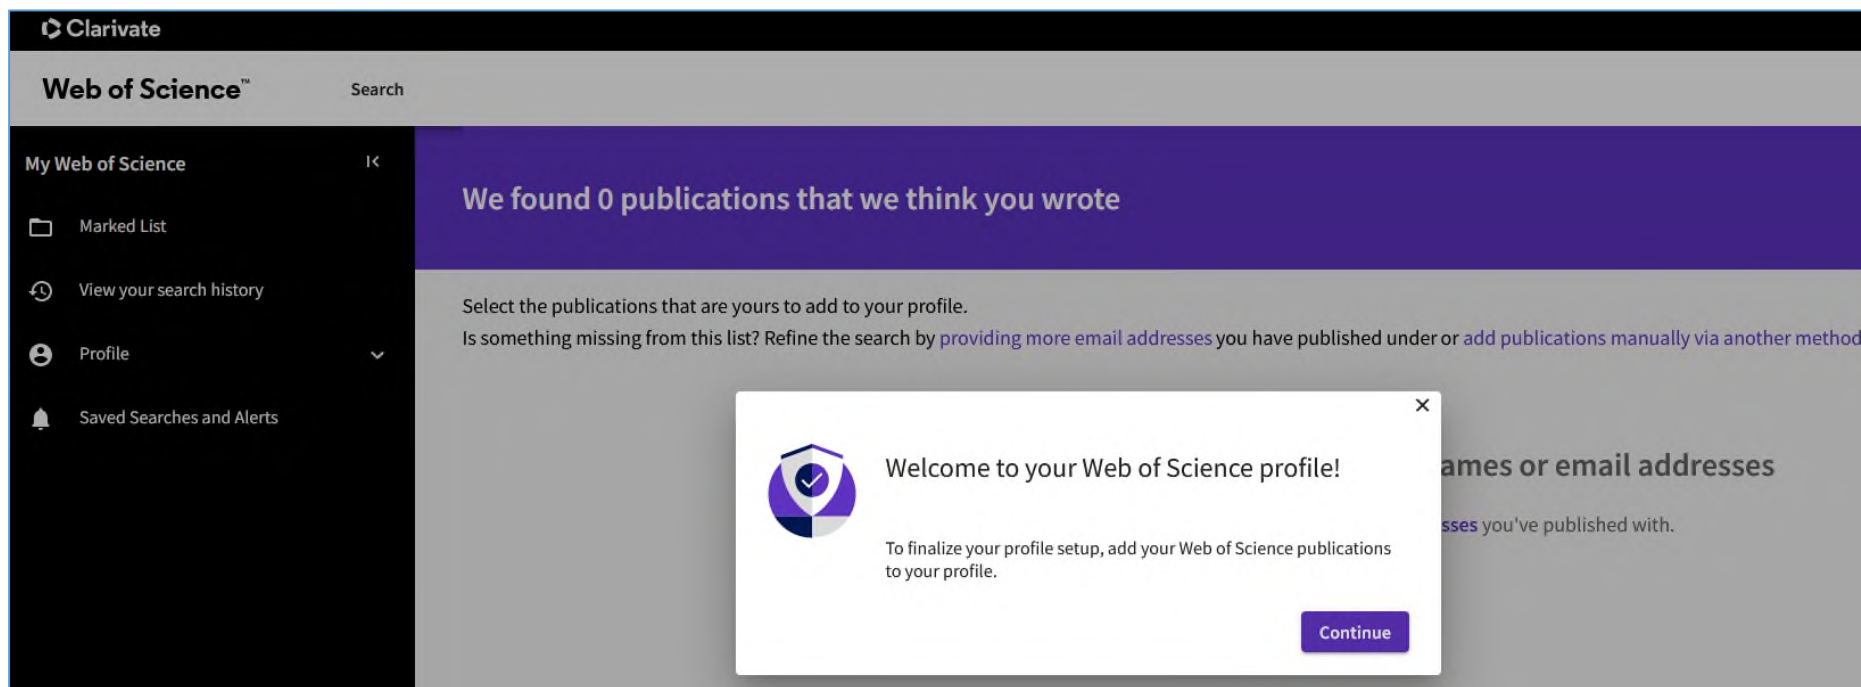 Clarivate
Web of Science™
Search
My Web of Science
Marked List
View your search history
Profile
Saved Searches and Alerts
We found 0 publications that we think you wrote
Select the publications that are yours to add to your profile.
Is something missing from this list? Refine the search by providing more email addresses you have published under or add publications manually via another method
ames or email addresses
sses you've published with.
Welcome to your Web of Science profile!
To finalize your profile setup, add your Web of Science publications
to your profile.
Continue